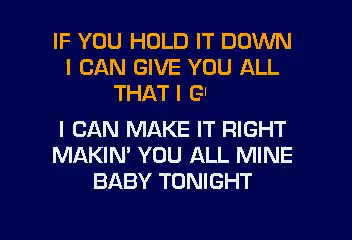 IF YOU HOLD IT DOWN
I CAN GIVE YOU ALL
THAT I
I CAN MAKE IT RIGHT
MAKIN' YOU ALL MINE
BABY TONIGHT